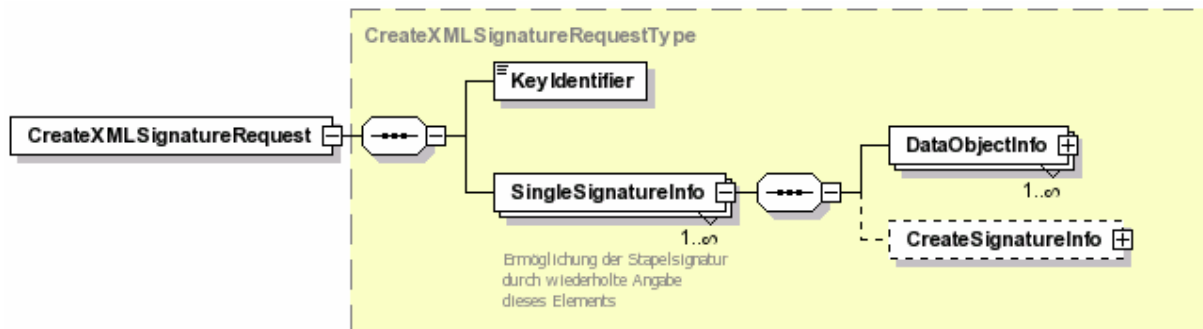 CreateXMLSignatureRequestType
KeyIdentifier
CreateXMLSignatureRequest
DataObjectInfo
1..∞
SingleSignatureInfo
1..∞
CreateSignatureInfo
Ermöglichung der Stapelsignatur
durch wiederholte Angabe
dieses Elements